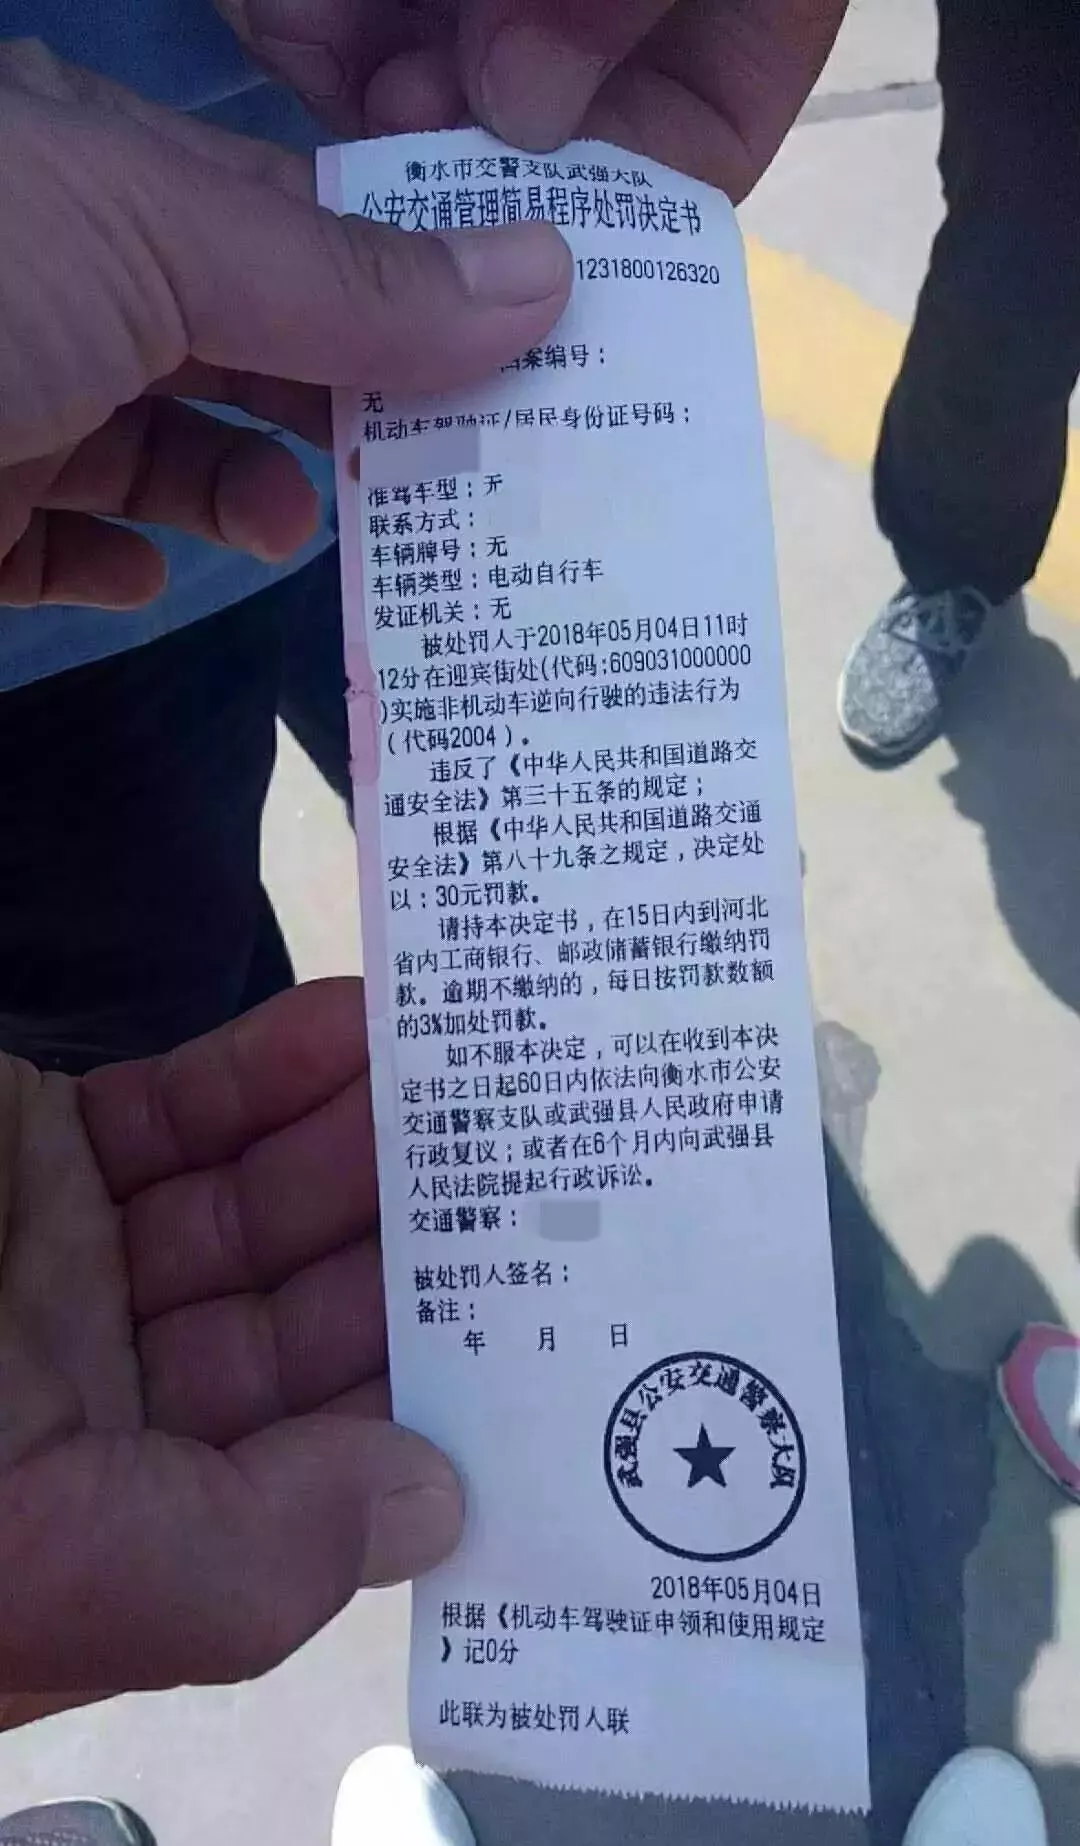 衡水市交警支队武强大队
公安交通管理简易程序处罚决定书
1231800126320
档案编号：
无
机动车驾驶证/居民身份证号码：
准驾车型：无
联系方式：
车辆牌号：无
车辆类型：电动自行车
发证机关：无
被处罚人于2018年05月04日11时
12分在迎宾街处(代码:609031000000
)实施非机动车逆向行驶的违法行为
（代码2004）。
违反了《中华人民共和国道路交
通安全法》第三十五条的规定；
根据《中华人民共和国道路交通
安全法》第八十九条之规定，决定处
以：30元罚款。
请持本决定书，在15日内到河北
省内工商银行、邮政储蓄银行缴纳罚
款。逾期不缴纳的，每日按罚款数额
的3%加处罚款。
如不服本决定，可以在收到本决
定书之日起60日内依法向衡水市公安
交通警察支队或武强县人民政府申请
行政复议；或者在6个月内向武强县
人民法院提起行政诉讼。
交通警察：
被处罚人签名：
备注：
年 月 日
武强县公安交通警察大队
2018年05月04日
根据《机动车驾驶证申领和使用规定
》记0分
此联为被处罚人联